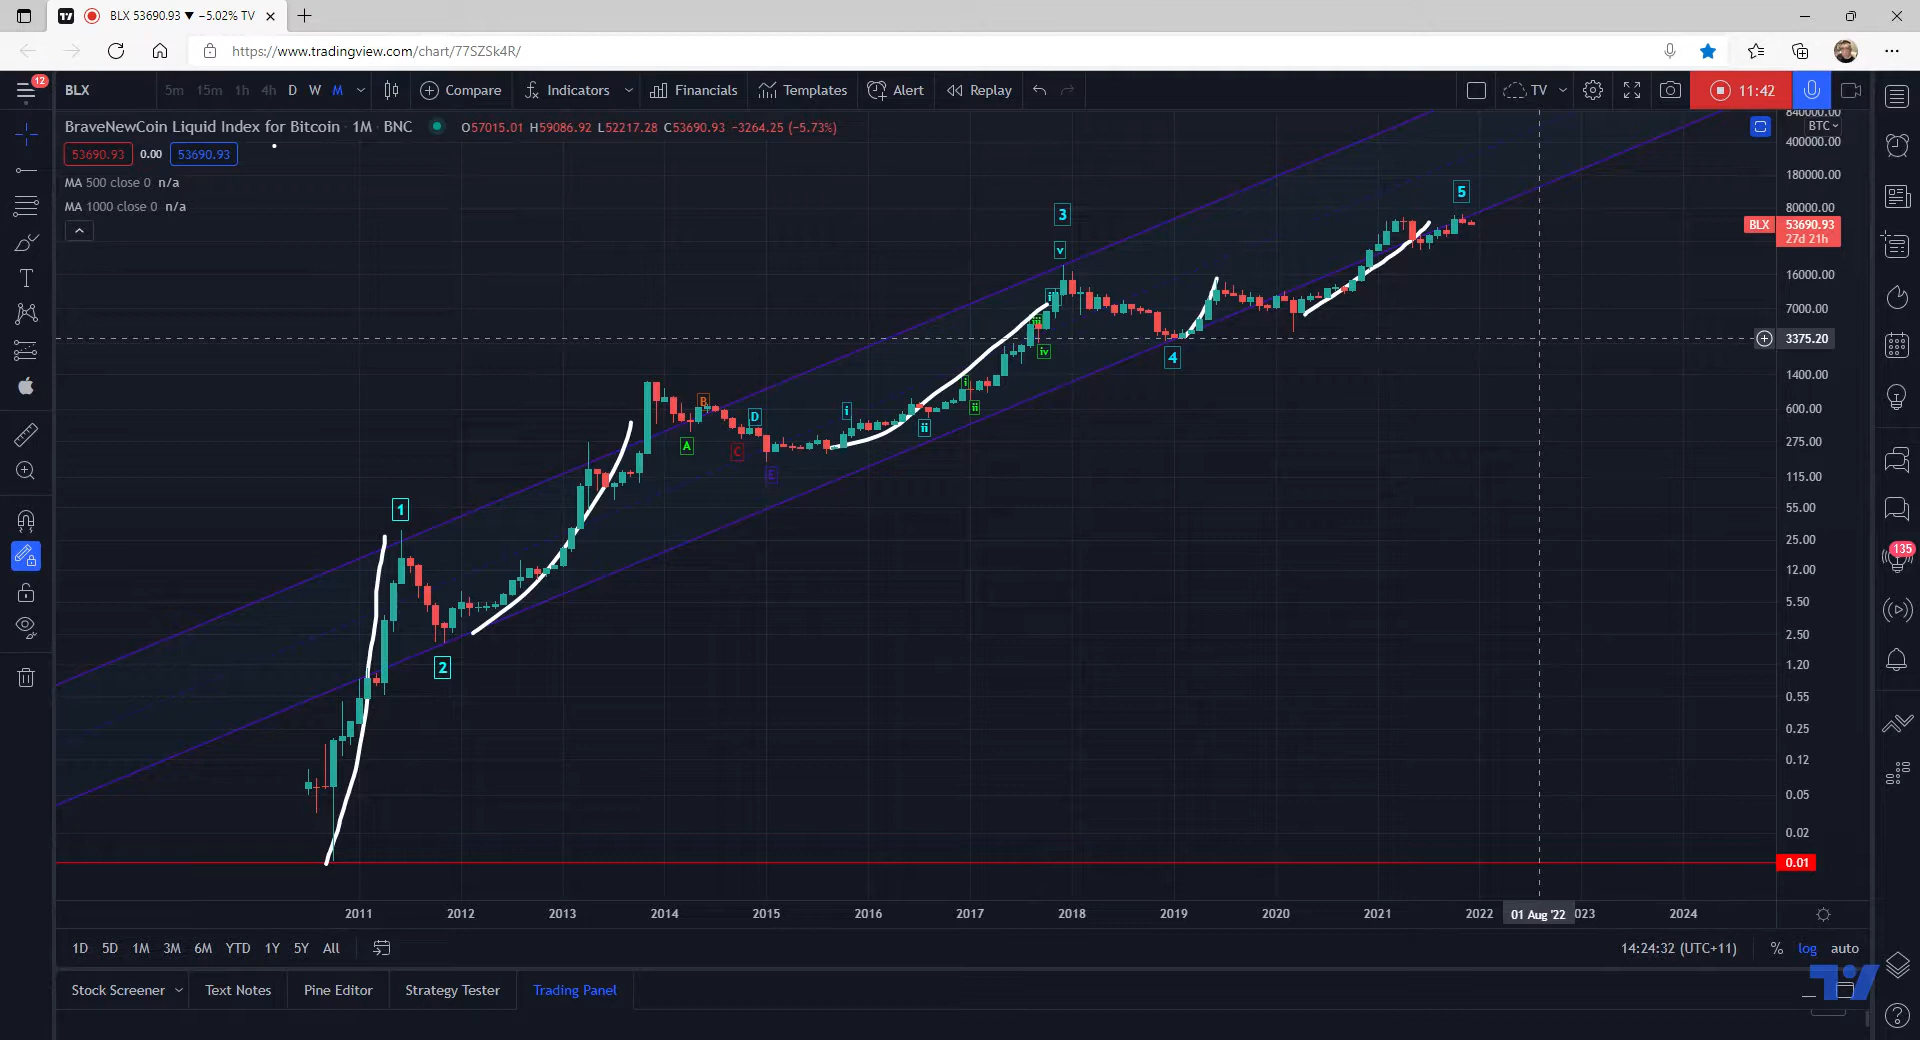 BLX 53690.93 ▼ −5.02% TV
https://www.tradingview.com/chart/77SZSk4R/
12
BLX
5m 15m 1h 4h D W M
Compare
Indicators
Financials
Templates
Alert
Replay
TV
11:42
BraveNewCoin Liquid Index for Bitcoin · 1M · BNC
O57015.01 H59086.92 L52217.28 C53690.93 −3264.25 (−5.73%)
53690.93 0.00 53690.93
MA 500 close 0 n/a
MA 1000 close 0 n/a
BTC
840000.00
400000.00
180000.00
80000.00
BLX 53690.93
27d 21h
16000.00
7000.00
3375.20
1400.00
600.00
275.00
115.00
55.00
25.00
12.00
5.50
2.50
1.20
0.55
0.25
0.12
0.05
0.02
0.01
1
2
3
4
5
v
iii
iv
i
ii
i
ii
A
B
C
D
E
135
2011 2012 2013 2014 2015 2016 2017 2018 2019 2020 2021 2022 01 Aug '22 023 2024
1D 5D 1M 3M 6M YTD 1Y 5Y All
14:24:32 (UTC+11)
% log auto
Stock Screener
Text Notes
Pine Editor
Strategy Tester
Trading Panel